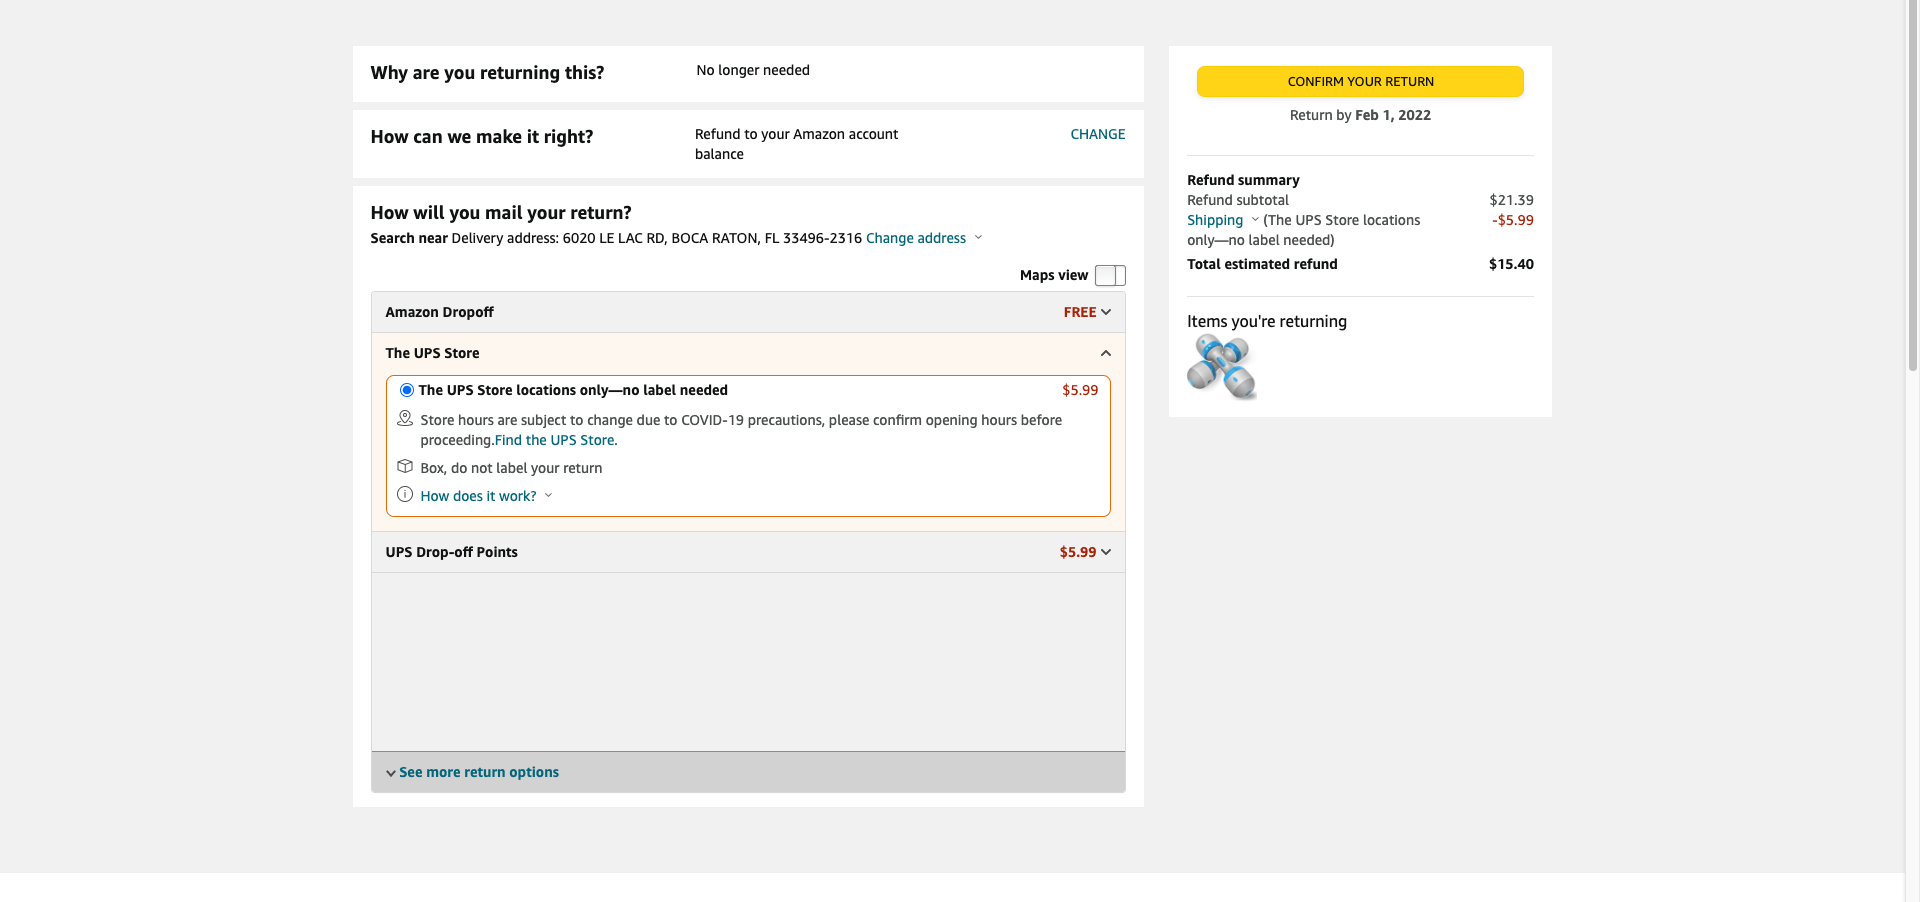 Why are you returning this?
No longer needed
How can we make it right?
Refund to your Amazon account
balance
CHANGE
How will you mail your return?
Search near Delivery address: 6020 LE LAC RD, BOCA RATON, FL 33496-2316 Change address
Maps view
Amazon Dropoff
FREE
The UPS Store
The UPS Store locations only—no label needed
$5.99
Store hours are subject to change due to COVID-19 precautions, please confirm opening hours before
proceeding.Find the UPS Store.
Box, do not label your return
How does it work?
UPS Drop-off Points
$5.99
See more return options
CONFIRM YOUR RETURN
Return by Feb 1, 2022
Refund summary
Refund subtotal
$21.39
Shipping (The UPS Store locations
-$5.99
only—no label needed)
Total estimated refund
$15.40
Items you're returning